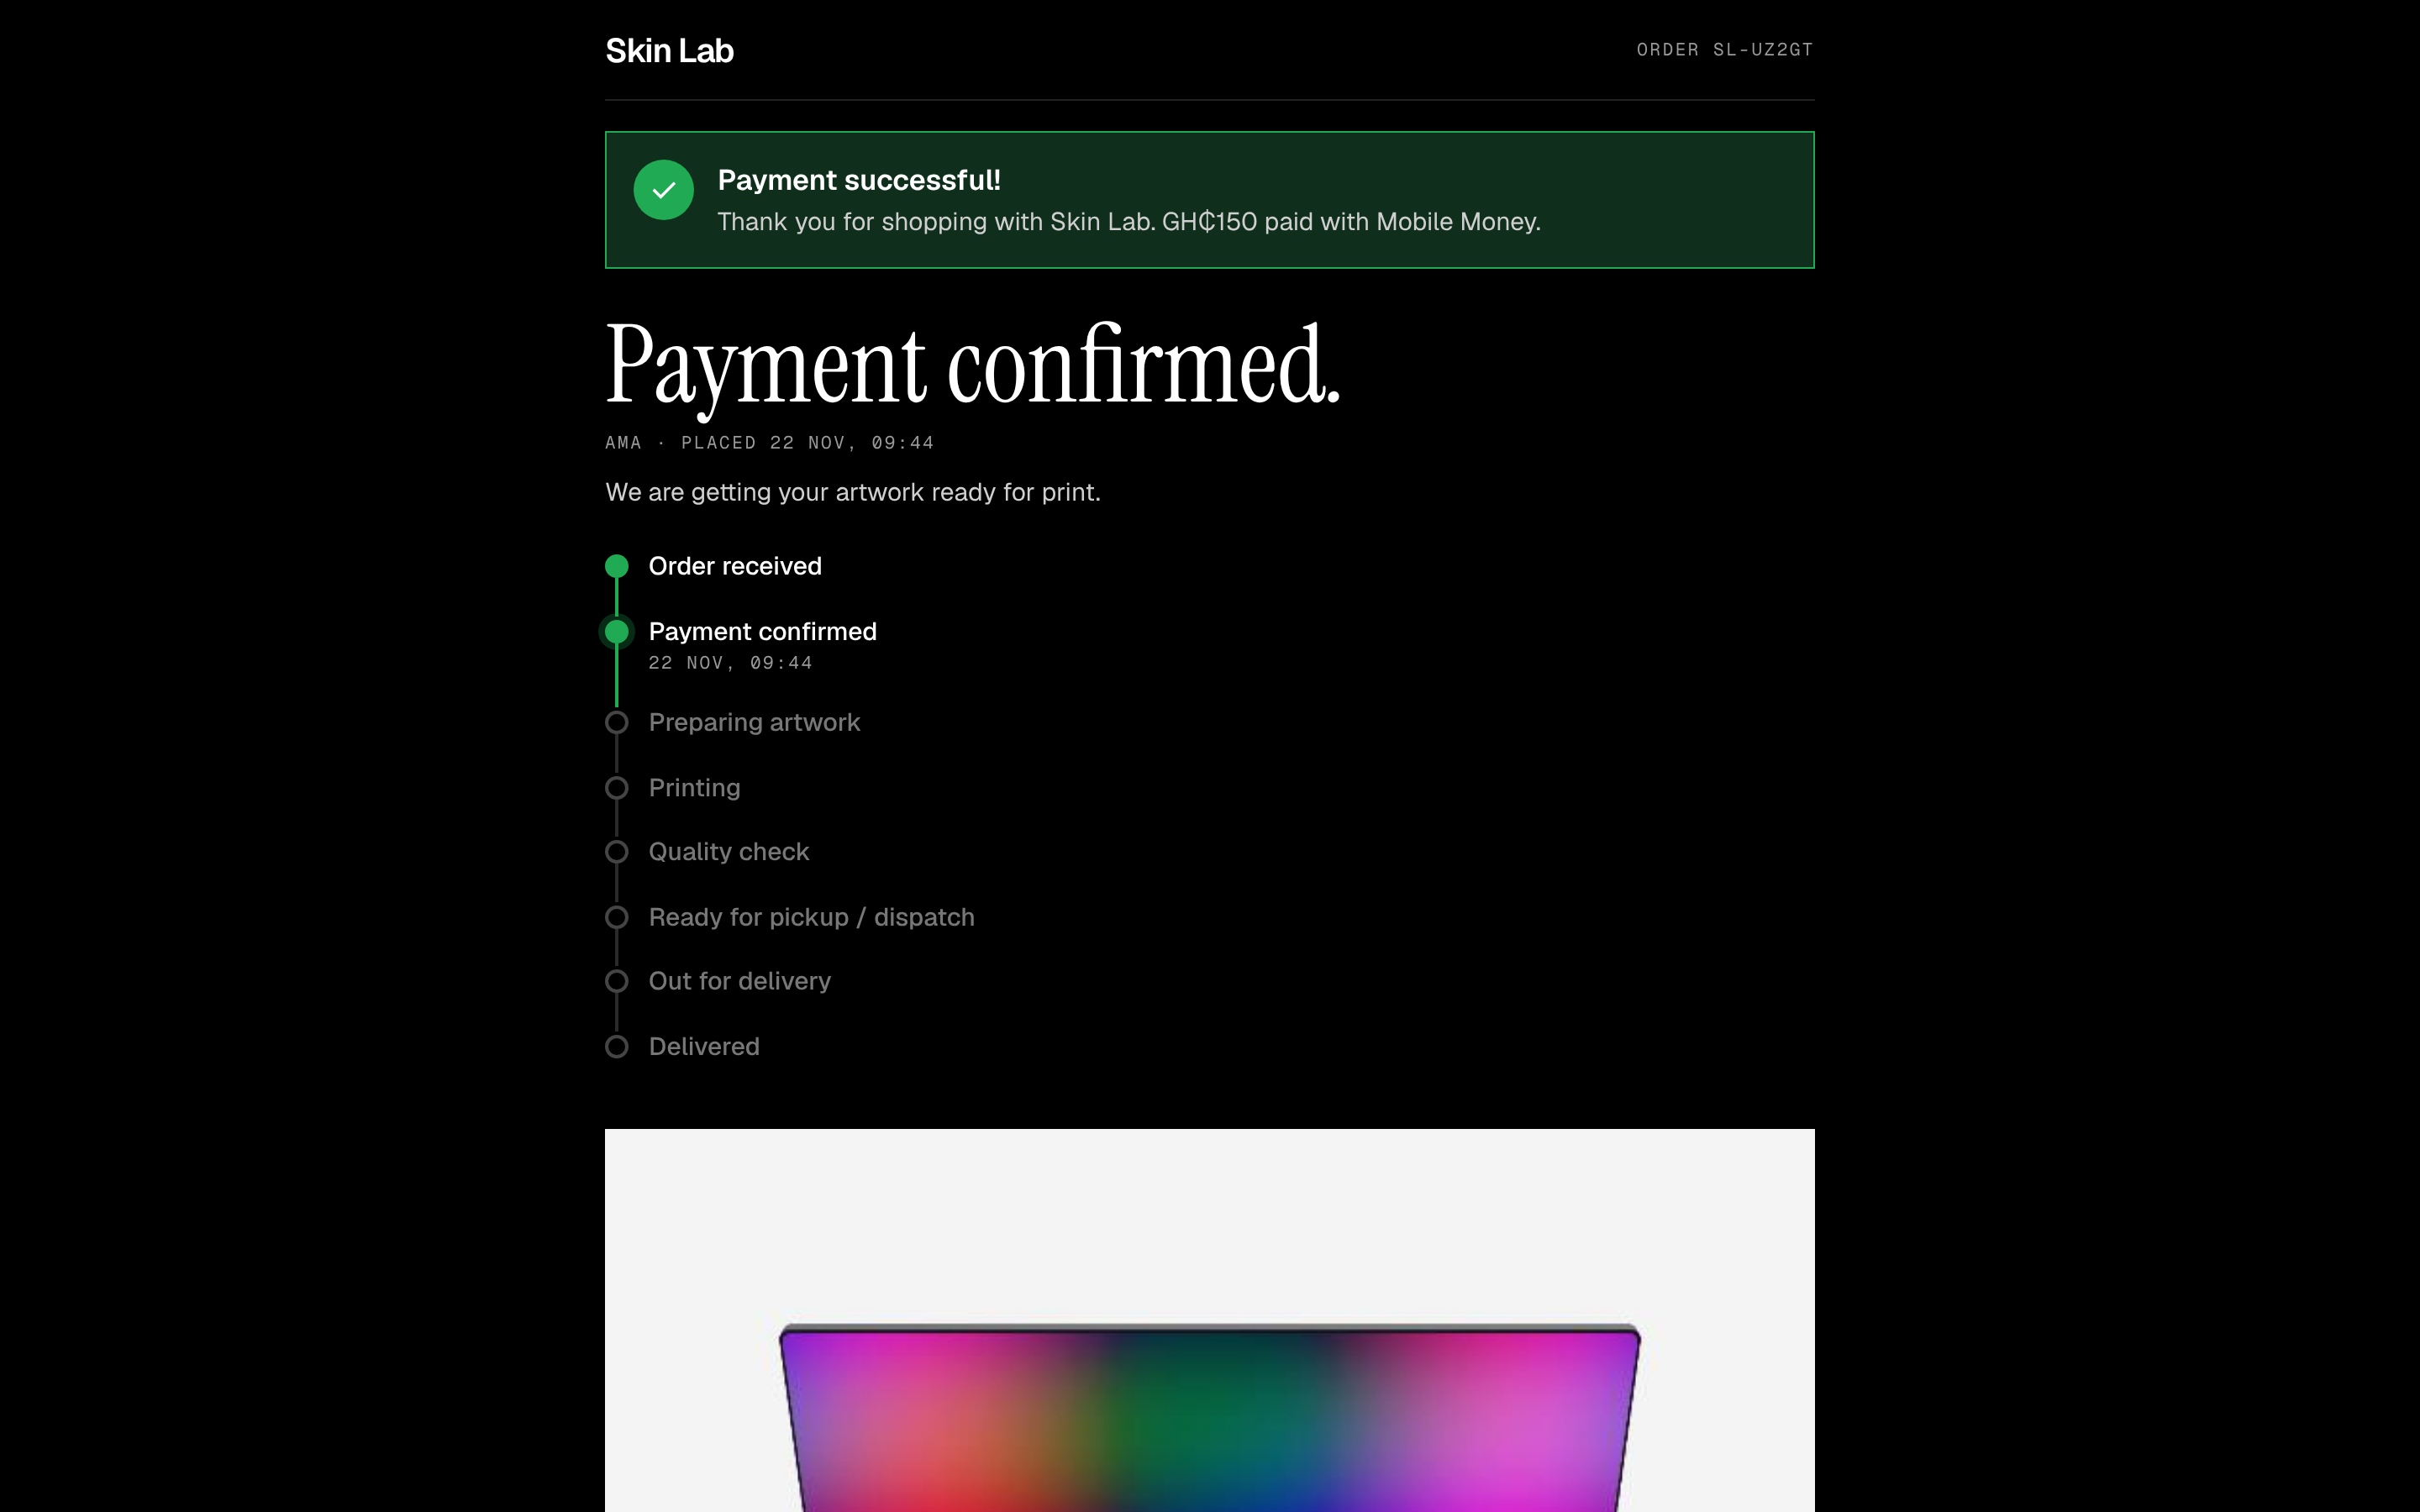 Skin Lab
ORDER SL-UZ2GT
Payment successful!
Thank you for shopping with Skin Lab. GH₵150 paid with Mobile Money.
Payment confirmed.
AMA · PLACED 22 NOV, 09:44
We are getting your artwork ready for print.
Order received
Payment confirmed
22 NOV, 09:44
Preparing artwork
Printing
Quality check
Ready for pickup / dispatch
Out for delivery
Delivered